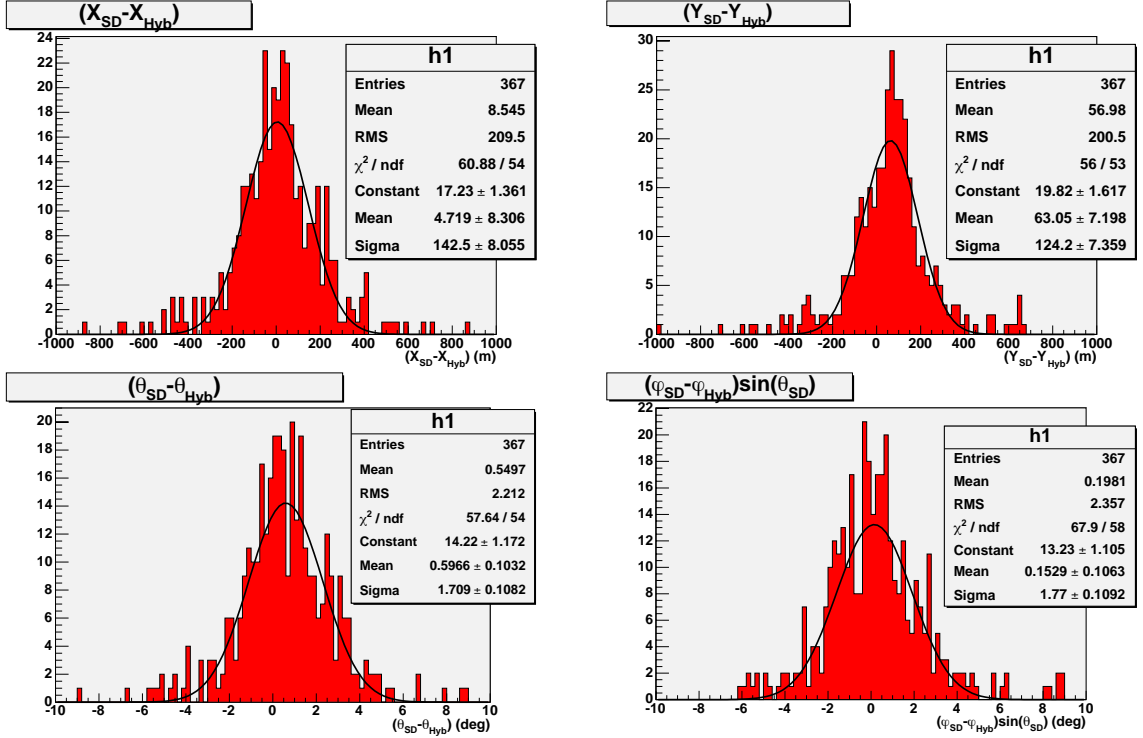 (X_SD-X_Hyb)
24
22
20
18
16
14
12
10
8
6
4
2
0
-1000 -800 -600 -400 -200 0 200 400 600 800 1000
(X_SD-X_Hyb) (m)
h1
Entries 367
Mean 8.545
RMS 209.5
χ² / ndf 60.88 / 54
Constant 17.23 ± 1.361
Mean 4.719 ± 8.306
Sigma 142.5 ± 8.055
(Y_SD-Y_Hyb)
30
25
20
15
10
5
0
-1000 -800 -600 -400 -200 0 200 400 600 800 1000
(Y_SD-Y_Hyb) (m)
h1
Entries 367
Mean 56.98
RMS 200.5
χ² / ndf 56 / 53
Constant 19.82 ± 1.617
Mean 63.05 ± 7.198
Sigma 124.2 ± 7.359
(θ_SD-θ_Hyb)
20
18
16
14
12
10
8
6
4
2
0
-10 -8 -6 -4 -2 0 2 4 6 8 10
(θ_SD-θ_Hyb) (deg)
h1
Entries 367
Mean 0.5497
RMS 2.212
χ² / ndf 57.64 / 54
Constant 14.22 ± 1.172
Mean 0.5966 ± 0.1032
Sigma 1.709 ± 0.1082
(φ_SD-φ_Hyb)sin(θ_SD)
22
20
18
16
14
12
10
8
6
4
2
0
-10 -8 -6 -4 -2 0 2 4 6 8 10
(φ_SD-φ_Hyb)sin(θ_SD) (deg)
h1
Entries 367
Mean 0.1981
RMS 2.357
χ² / ndf 67.9 / 58
Constant 13.23 ± 1.105
Mean 0.1529 ± 0.1063
Sigma 1.77 ± 0.1092